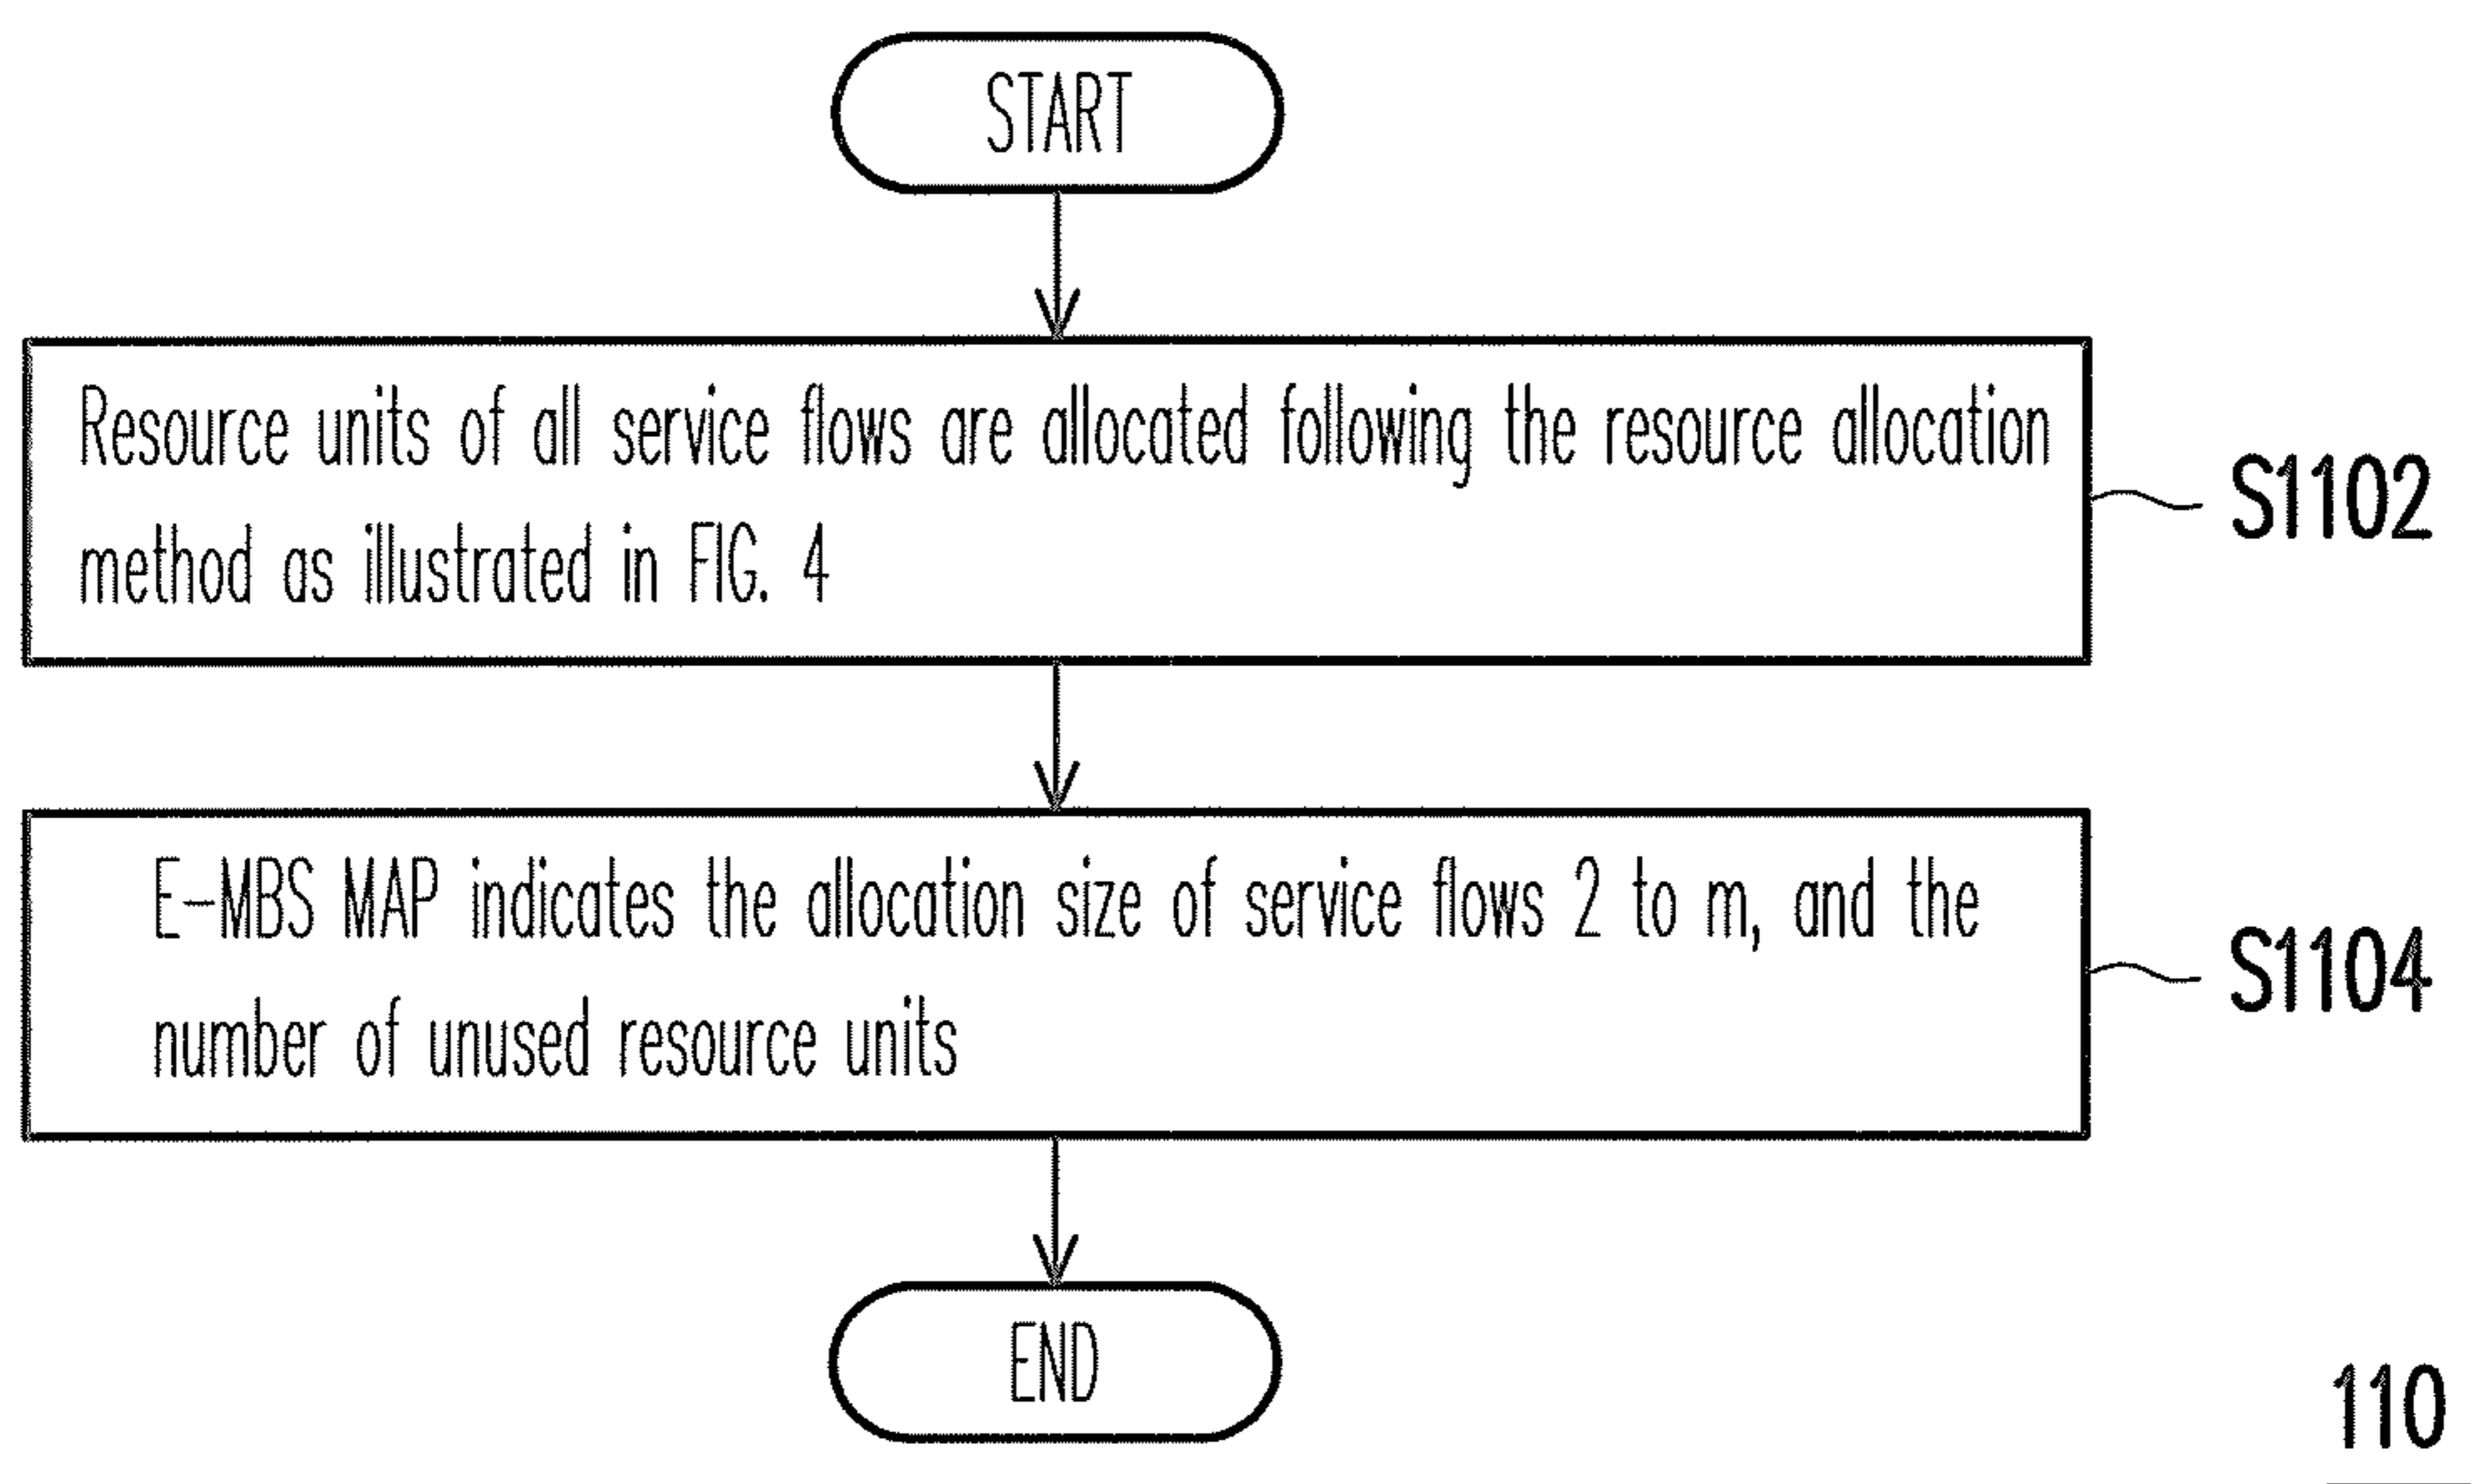 START
Resource units of all service flows are allocated following the resource allocation
method as illustrated in FIG. 4
S1102
E-MBS MAP indicates the allocation size of service flows 2 to m, and the
number of unused resource units
S1104
END
110